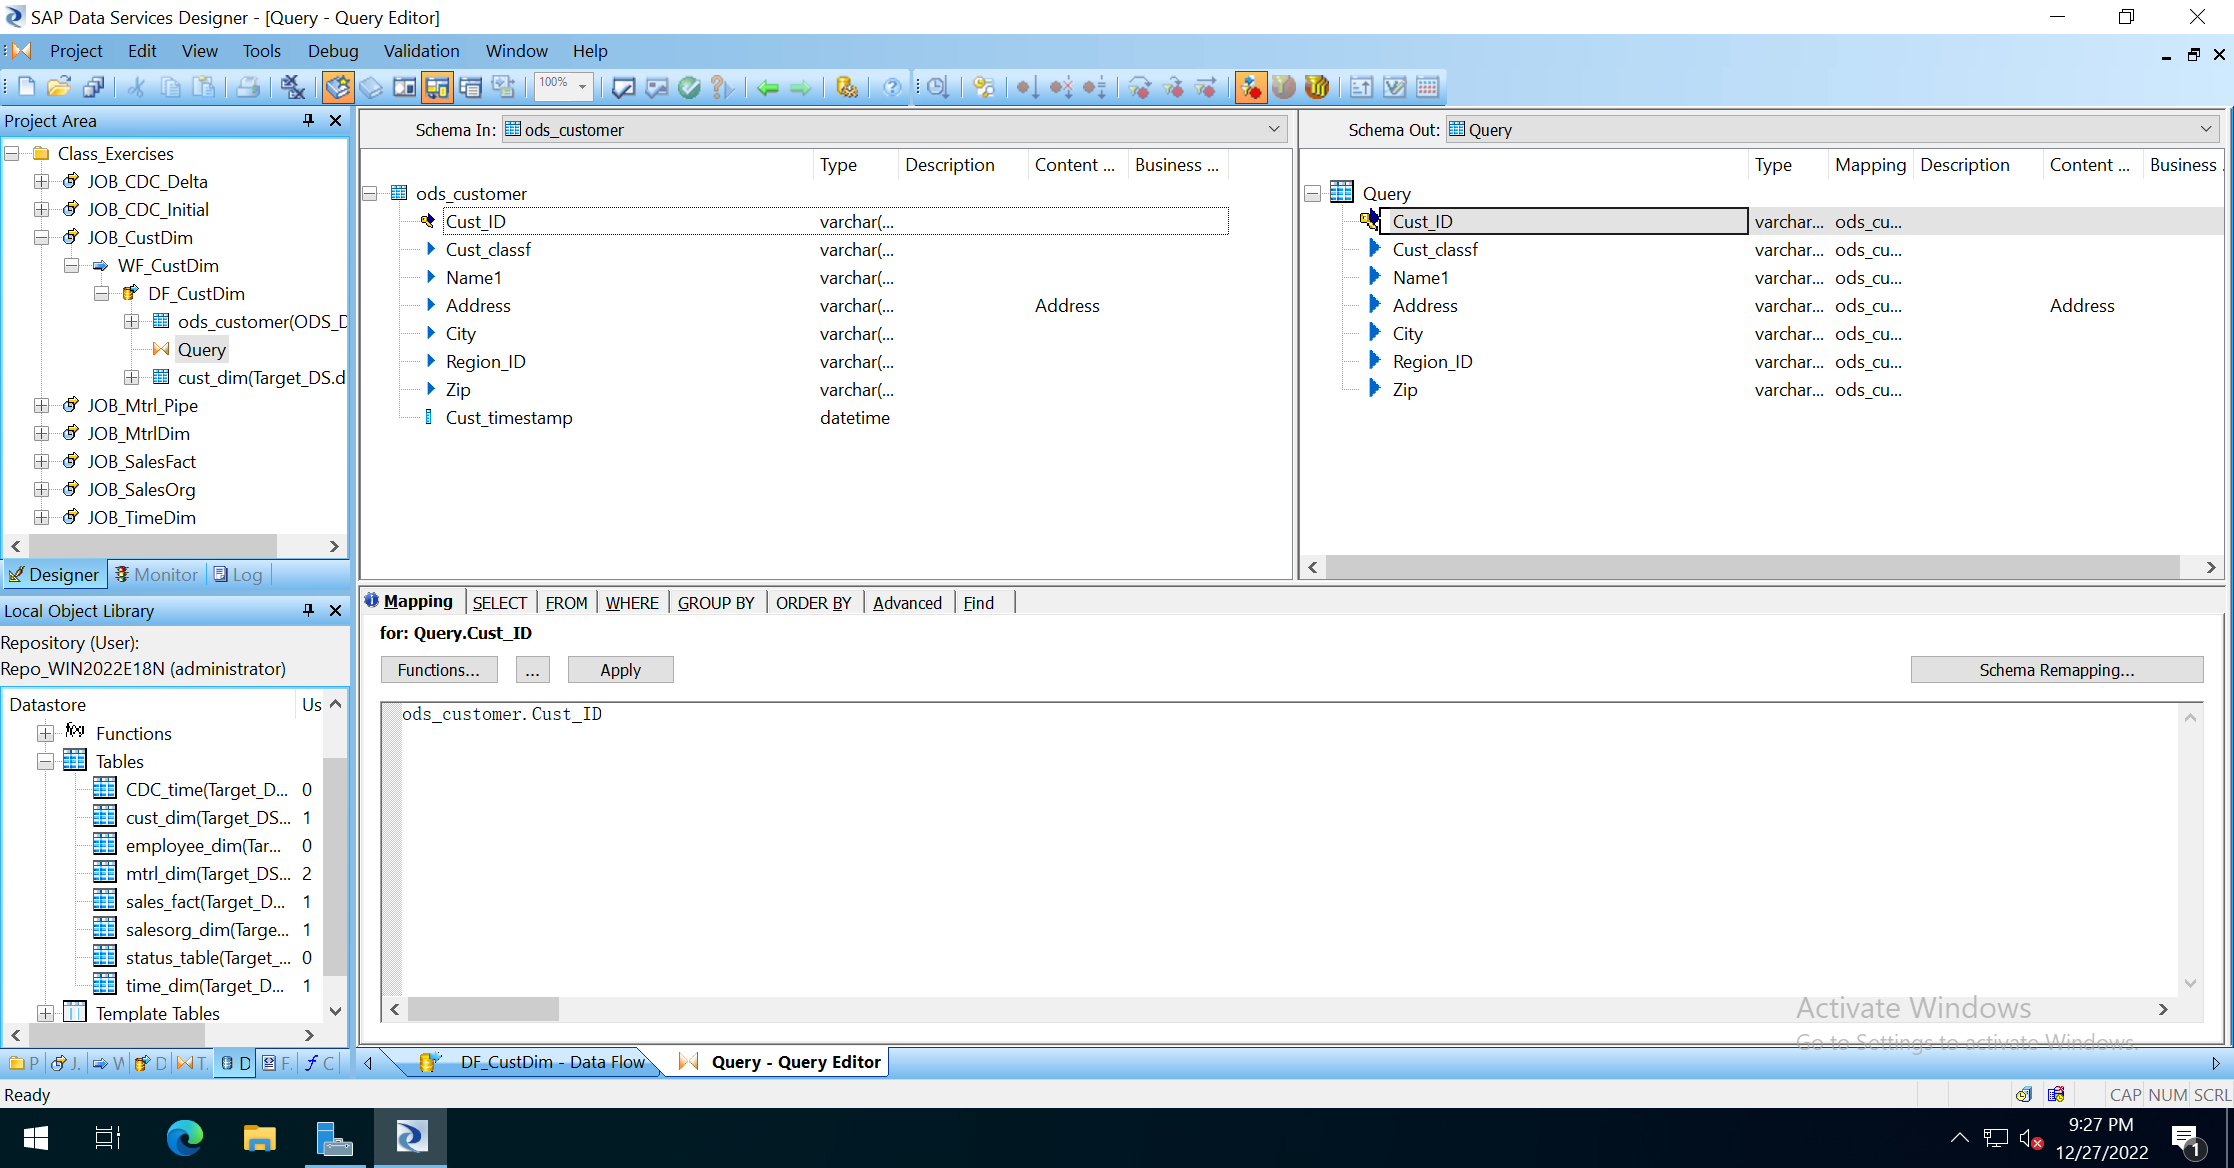 SAP Data Services Designer - [Query - Query Editor]
Project Edit View Tools Debug Validation Window Help
100%
Project Area
Class_Exercises
JOB_CDC_Delta
JOB_CDC_Initial
JOB_CustDim
WF_CustDim
DF_CustDim
ods_customer(ODS_D
Query
cust_dim(Target_DS.d
JOB_Mtrl_Pipe
JOB_MtrlDim
JOB_SalesFact
JOB_SalesOrg
JOB_TimeDim
Designer Monitor Log
Local Object Library
Repository (User):
Repo_WIN2022E18N (administrator)
Datastore Us
Functions
Tables
CDC_time(Target_D... 0
cust_dim(Target_DS... 1
employee_dim(Tar... 0
mtrl_dim(Target_DS... 2
sales_fact(Target_D... 1
salesorg_dim(Targe... 1
status_table(Target_... 0
time_dim(Target_D... 1
Template Tables
P J. W D T. D F. C
Schema In: ods_customer
Type Description Content ... Business ...
ods_customer
Cust_ID varchar(...
Cust_classf varchar(...
Name1 varchar(...
Address varchar(... Address
City varchar(...
Region_ID varchar(...
Zip varchar(...
Cust_timestamp datetime
Schema Out: Query
Type Mapping Description Content ... Business
Query
Cust_ID varchar... ods_cu...
Cust_classf varchar... ods_cu...
Name1 varchar... ods_cu...
Address varchar... ods_cu... Address
City varchar... ods_cu...
Region_ID varchar... ods_cu...
Zip varchar... ods_cu...
Mapping SELECT FROM WHERE GROUP BY ORDER BY Advanced Find
for: Query.Cust_ID
Functions... ... Apply Schema Remapping...
ods_customer.Cust_ID
Activate Windows
Go to Settings to activate Windows.
DF_CustDim - Data Flow Query - Query Editor
Ready CAP NUM SCRL
9:27 PM
12/27/2022
1